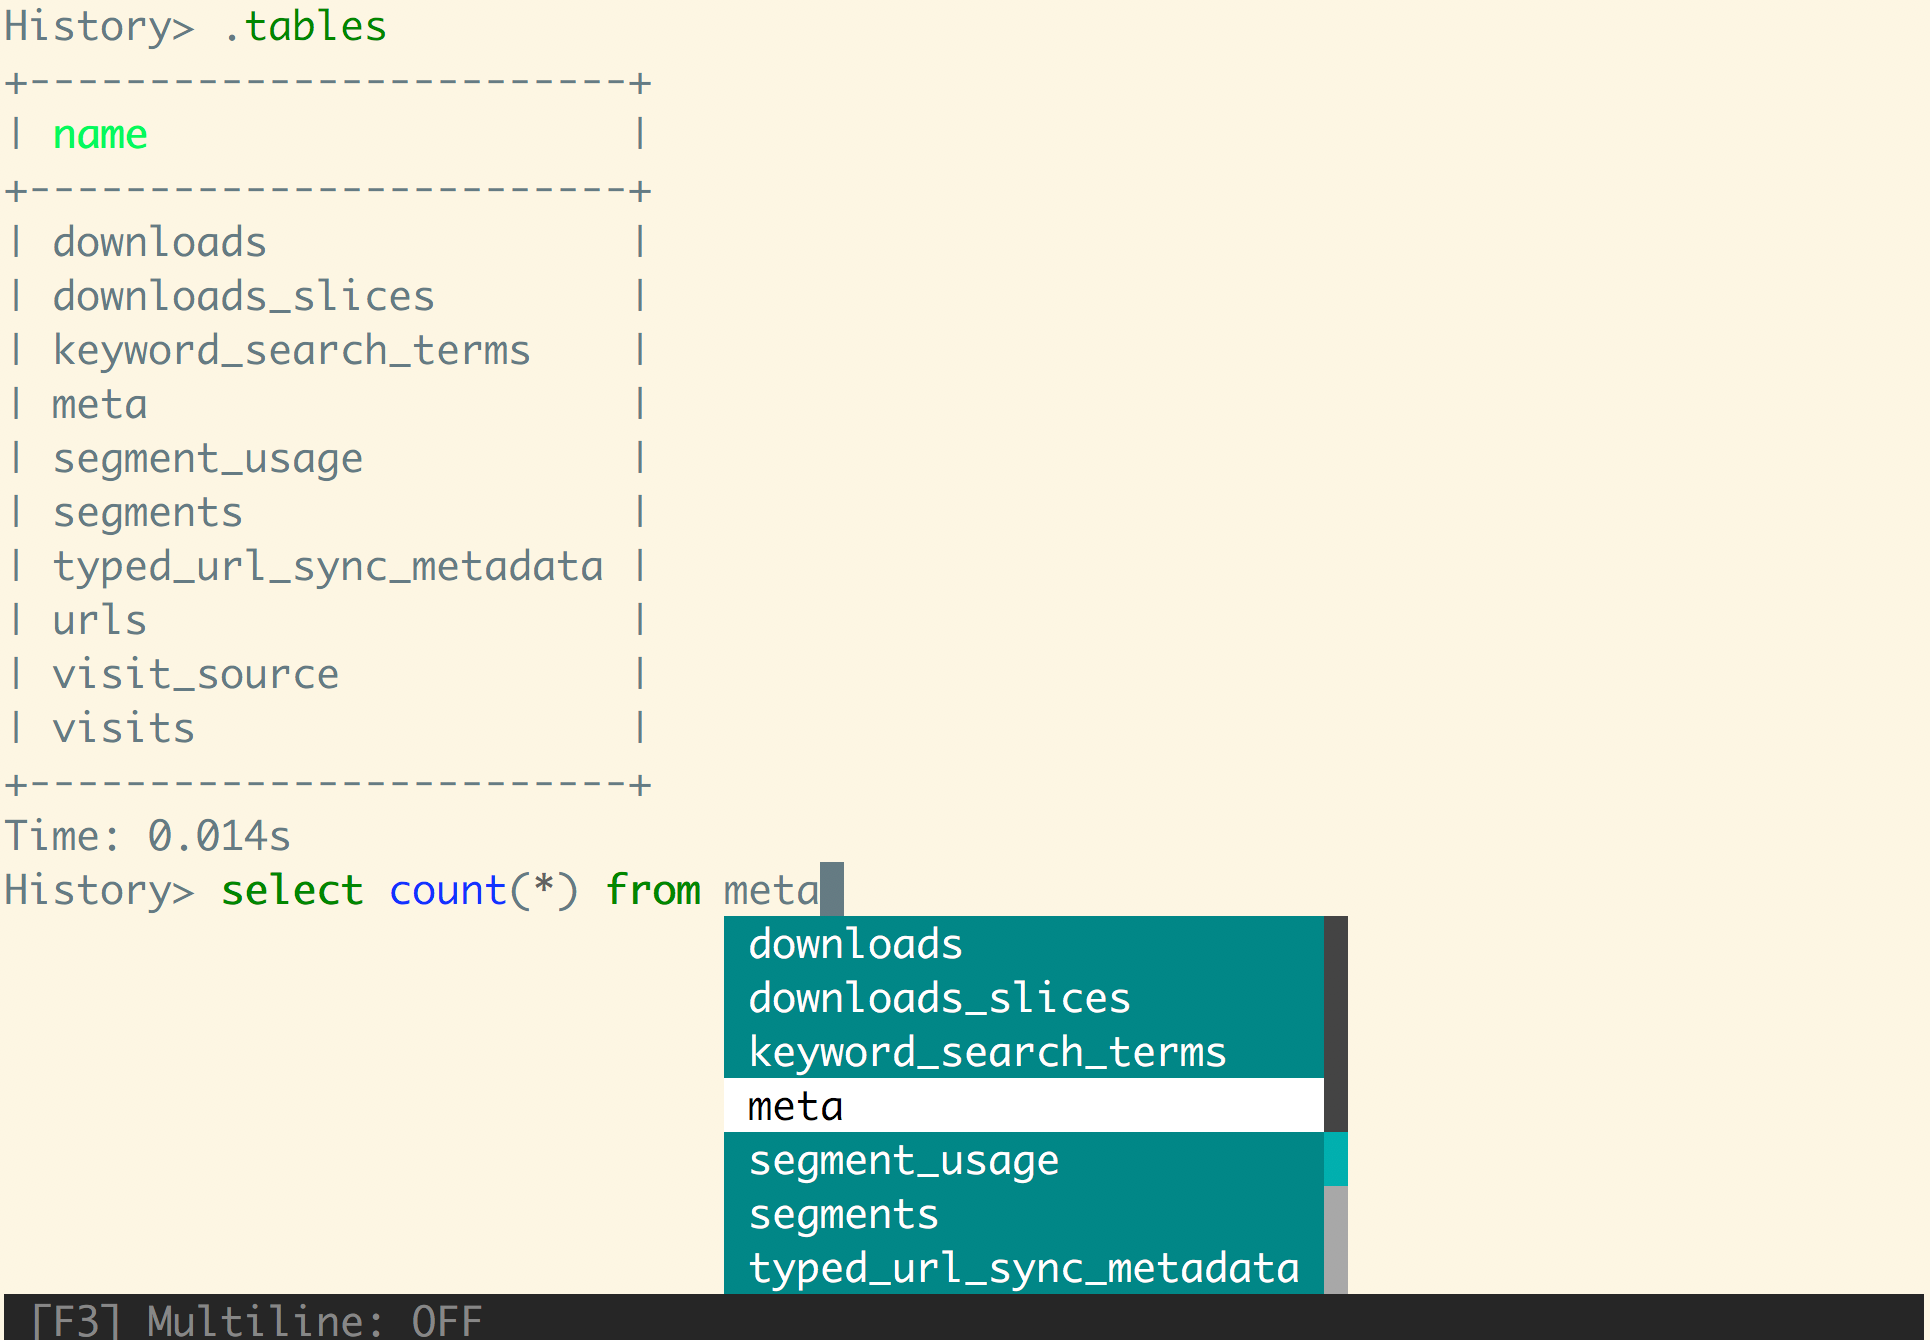 History> .tables
+-------------------------+
| name                    |
+-------------------------+
| downloads               |
| downloads_slices        |
| keyword_search_terms    |
| meta                    |
| segment_usage           |
| segments                |
| typed_url_sync_metadata |
| urls                    |
| visit_source            |
| visits                  |
+-------------------------+
Time: 0.014s
History> select count(*) from meta
downloads
downloads_slices
keyword_search_terms
meta
segment_usage
segments
typed_url_sync_metadata
[F3] Multiline: OFF